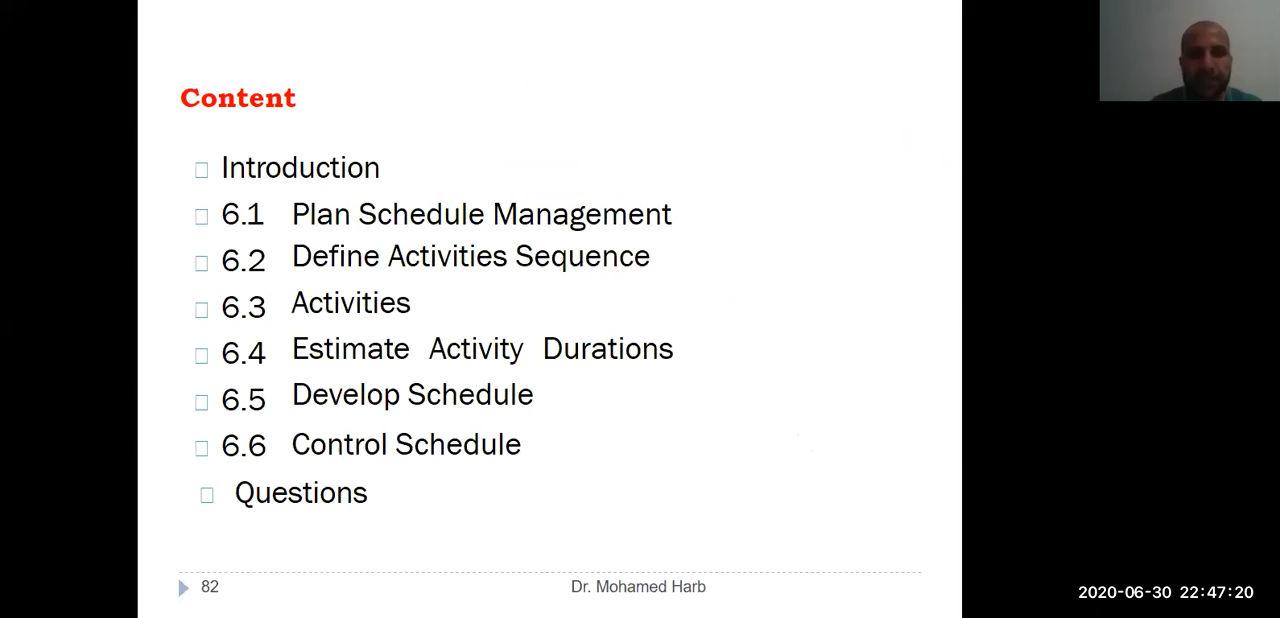 Content
Introduction
6.1 Plan Schedule Management
6.2 Define Activities Sequence
6.3 Activities
6.4 Estimate Activity Durations
6.5 Develop Schedule
6.6 Control Schedule
Questions
82 Dr. Mohamed Harb
2020-06-30 22:47:20